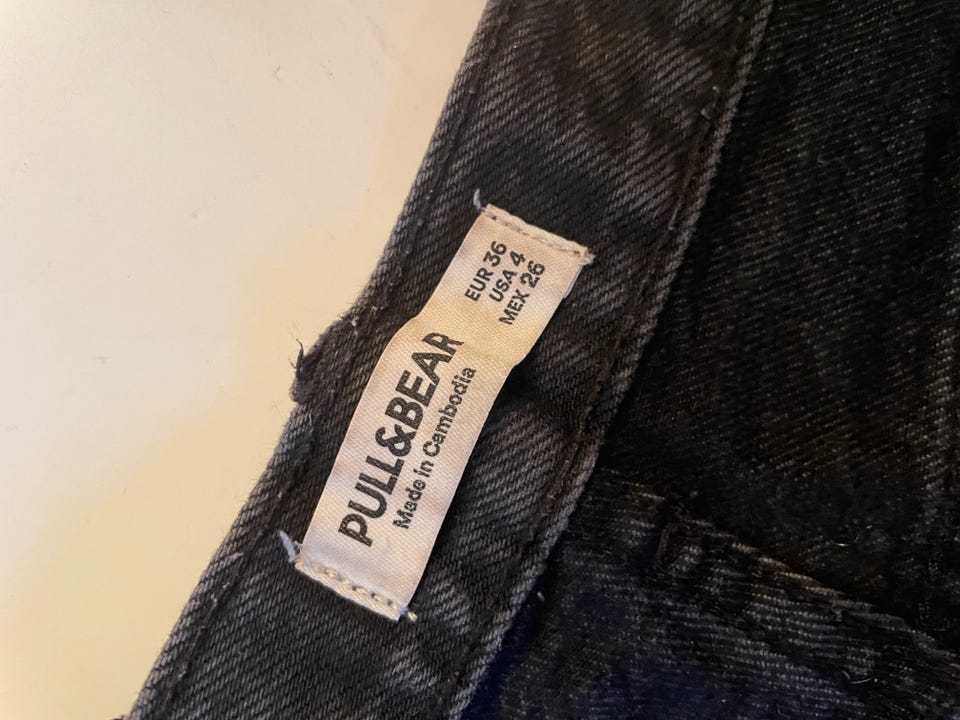 PULL&BEAR
Made in Cambodia
EUR 36
USA 4
MEX 26